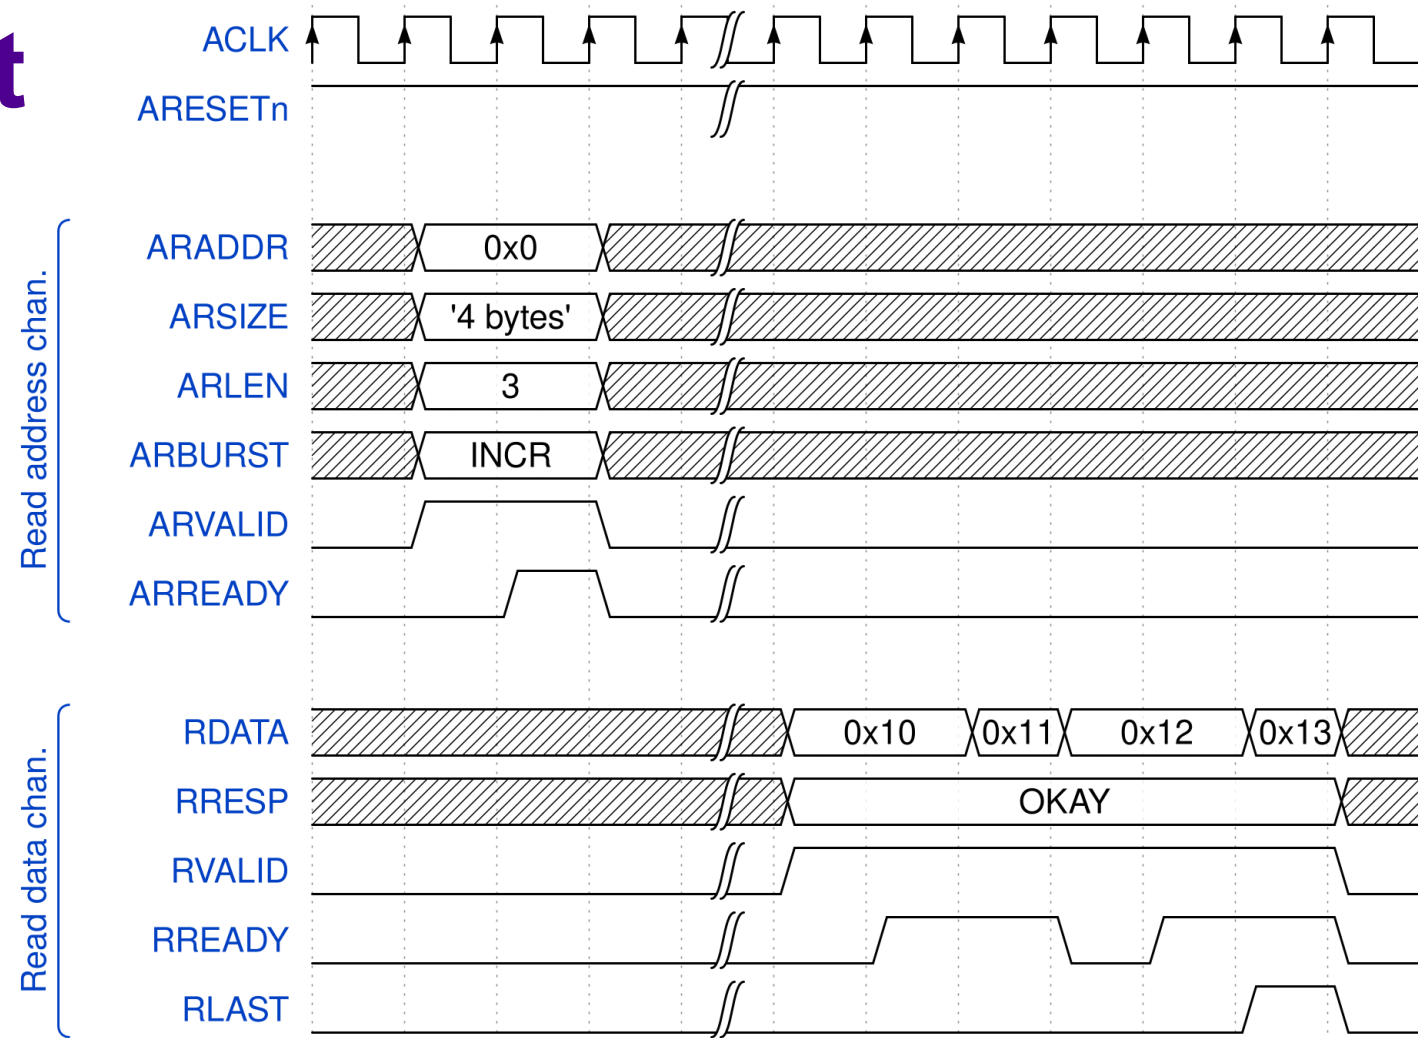 t
ACLK
ARESETn
Read address chan.
ARADDR 0x0
ARSIZE '4 bytes'
ARLEN 3
ARBURST INCR
ARVALID
ARREADY
Read data chan.
RDATA 0x10 0x11 0x12 0x13
RRESP OKAY
RVALID
RREADY
RLAST